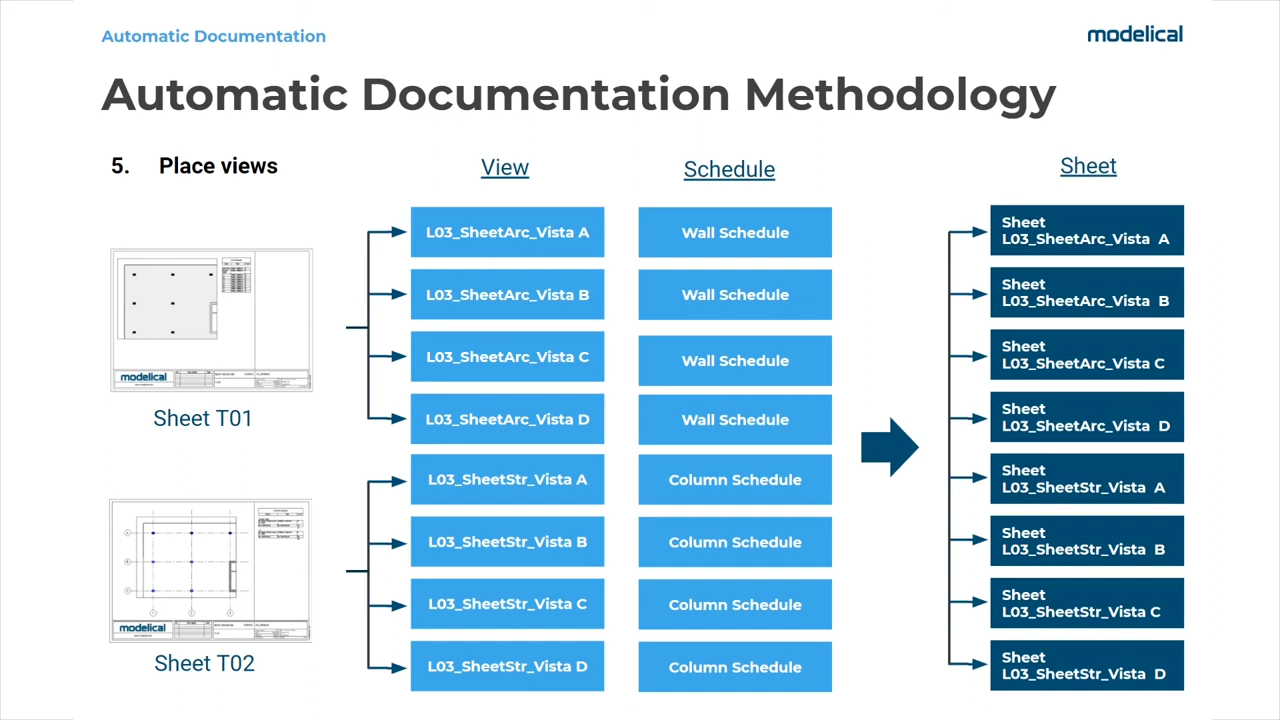 Automatic Documentation
modelical
Automatic Documentation Methodology
5. Place views
View
Schedule
Sheet
L03_SheetArc_Vista A
Wall Schedule
Sheet
L03_SheetArc_Vista A
L03_SheetArc_Vista B
Wall Schedule
Sheet
L03_SheetArc_Vista B
L03_SheetArc_Vista C
Wall Schedule
Sheet
L03_SheetArc_Vista C
modelical
Sheet T01
L03_SheetArc_Vista D
Wall Schedule
Sheet
L03_SheetArc_Vista D
L03_SheetStr_Vista A
Column Schedule
Sheet
L03_SheetStr_Vista A
L03_SheetStr_Vista B
Column Schedule
Sheet
L03_SheetStr_Vista B
L03_SheetStr_Vista C
Column Schedule
Sheet
L03_SheetStr_Vista C
modelical
Sheet T02
L03_SheetStr_Vista D
Column Schedule
Sheet
L03_SheetStr_Vista D